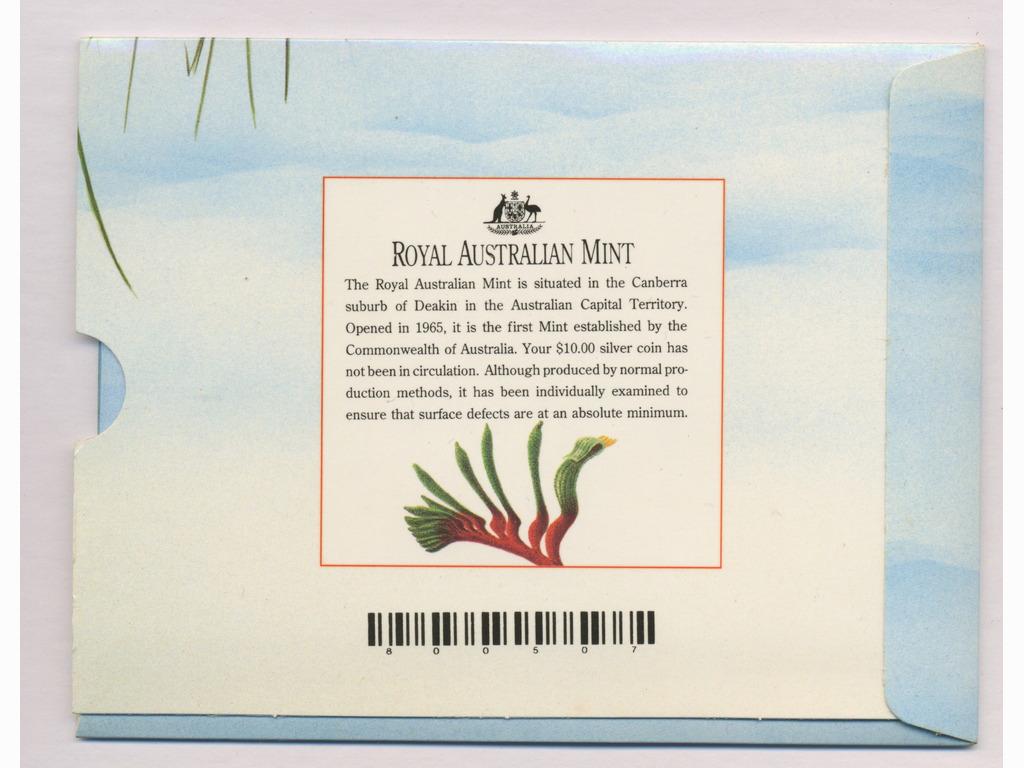 AUSTRALIA
ROYAL AUSTRALIAN MINT
The Royal Australian Mint is situated in the Canberra
suburb of Deakin in the Australian Capital Territory.
Opened in 1965, it is the first Mint established by the
Commonwealth of Australia. Your $10.00 silver coin has
not been in circulation. Although produced by normal pro-
duction methods, it has been individually examined to
ensure that surface defects are at an absolute minimum.
8 0 0 5 0 7